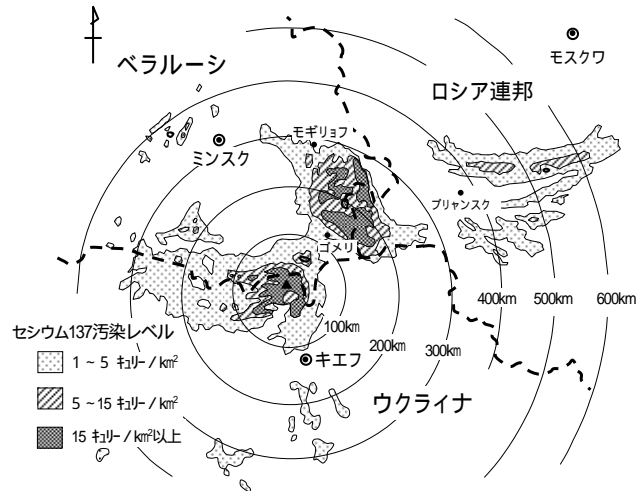 モスクワ
ベラルーシ
ロシア連邦
モギリョフ
ミンスク
ブリャンスク
ゴメリ
100km
200km
300km
400km
500km
600km
セシウム137汚染レベル
1 ~ 5 ｷｭﾘｰ / km²
5 ~15 ｷｭﾘｰ / km²
15 ｷｭﾘｰ / km²以上
キエフ
ウクライナ